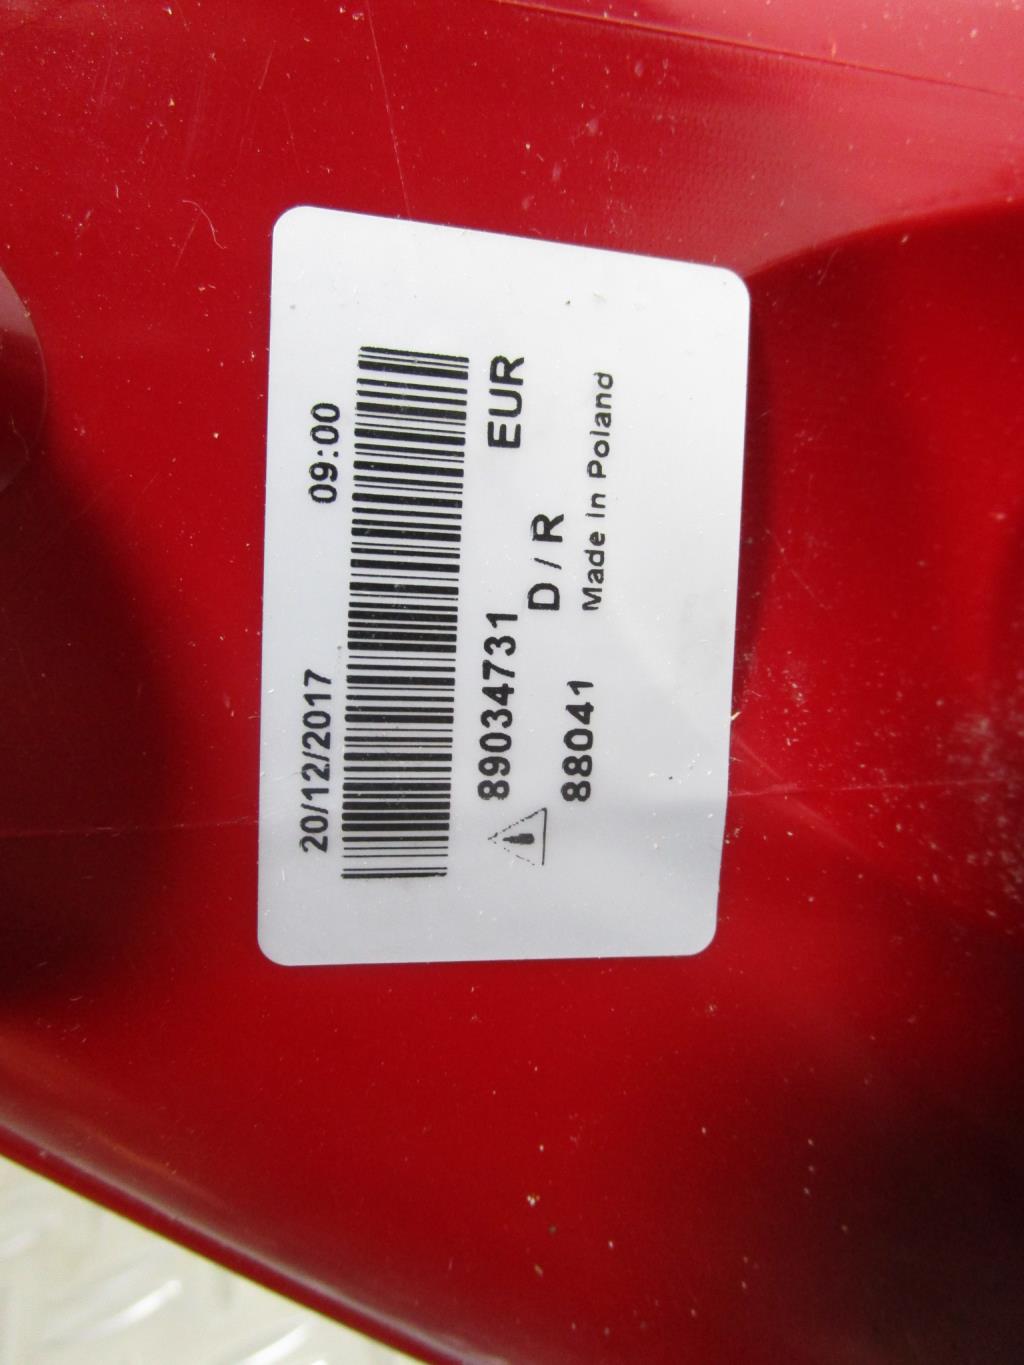 20/12/2017 09:00
89034731 EUR
D / R
88041 Made in Poland